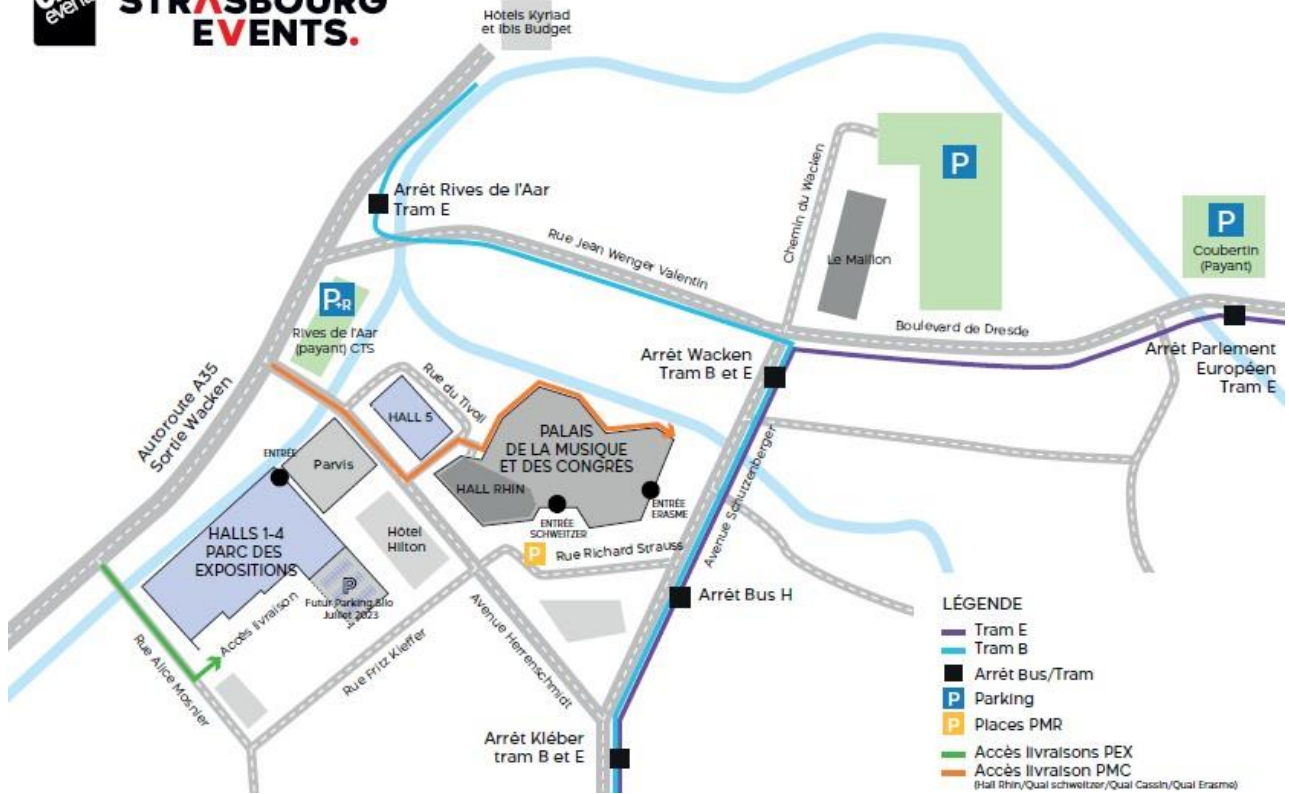 STRASBOURG
EVENTS.
Hôtels Kyriad
et Ibis Budget
Arrêt Rives de l'Aar
Tram E
Rue Jean Wenger Valentin
Chemin du Wacken
P
Le Maillon
P
Coubertin
(Payant)
Boulevard de Dresde
Arrêt Parlement
Européen
Tram E
P+R
Rives de l'Aar
(payant) CTS
Arrêt Wacken
Tram B et E
Autoroute A35
Sortie Wacken
Rue du Tivoli
HALL 5
PALAIS
DE LA MUSIQUE
ET DES CONGRÈS
HALL RHIN
ENTRÉE
Parvis
ENTRÉE
SCHWEITZER
ENTRÉE
ERASME
Avenue Schutzenberger
HALLS 1-4
PARC DES
EXPOSITIONS
Hôtel
Hilton
P
Rue Richard Strauss
P
Futur Parking Silo
Juillet 2023
Accès livraison
Arrêt Bus H
Rue Alice Mosnier
Rue Fritz Kieffer
Avenue Herrenschmidt
Arrêt Kléber
tram B et E
LÉGENDE
Tram E
Tram B
Arrêt Bus/Tram
P Parking
P Places PMR
Accès livraisons PEX
Accès livraison PMC
(Hall Rhin/Quai schweitzer/Quai Cassin/Quai Erasme)